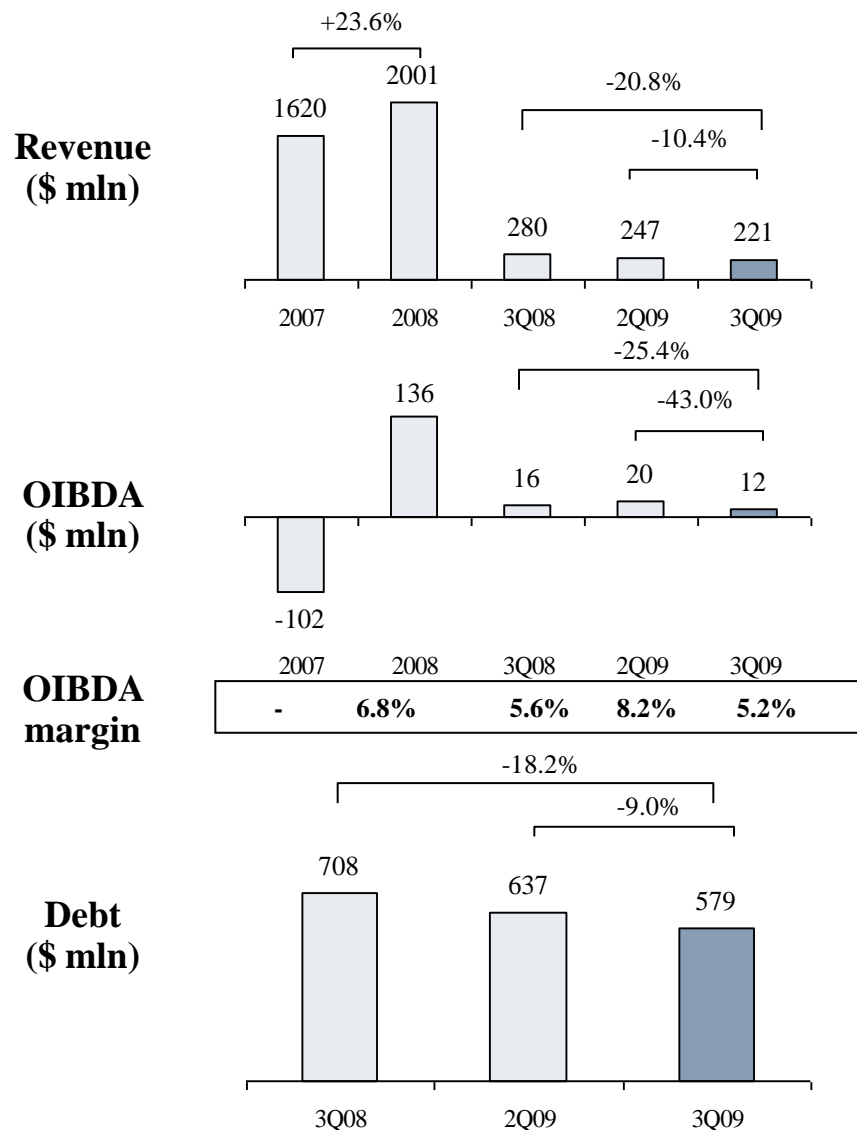 +23.6%
2001
1620
-20.8%
-10.4%
Revenue
($ mln)
280
247
221
2007 2008 3Q08 2Q09 3Q09
-25.4%
136
-43.0%
16
20
12
OIBDA
($ mln)
-102
2007 2008 3Q08 2Q09 3Q09
OIBDA
margin
- 6.8% 5.6% 8.2% 5.2%
-18.2%
-9.0%
708
637
579
Debt
($ mln)
3Q08 2Q09 3Q09